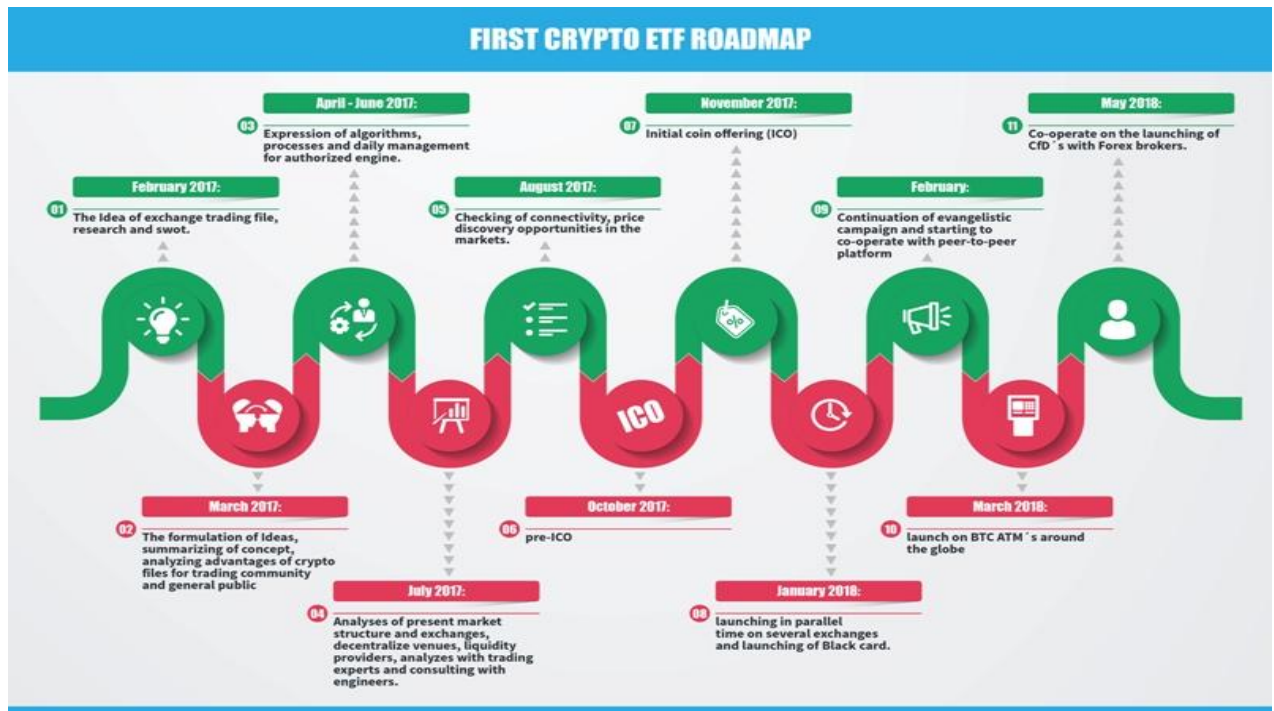 FIRST CRYPTO ETF ROADMAP
01
February 2017:
The Idea of exchange trading file,
research and swot.
02
March 2017:
The formulation of Ideas,
summarizing of concept,
analyzing advantages of crypto
files for trading community
and general public
03
April - June 2017:
Expression of algorithms,
processes and daily management
for authorized engine.
04
July 2017:
Analyses of present market
structure and exchanges,
decentralize venues, liquidity
providers, analyzes with trading
experts and consulting with
engineers.
05
August 2017:
Checking of connectivity, price
discovery opportunities in the
markets.
06
October 2017:
pre-ICO
ICO
07
November 2017:
Initial coin offering (ICO)
%
08
January 2018:
launching in parallel
time on several exchanges
and launching of Black card.
09
February:
Continuation of evangelistic
campaign and starting to
co-operate with peer-to-peer
platform
10
March 2018:
launch on BTC ATM´s around
the globe
11
May 2018:
Co-operate on the launching of
CfD´s with Forex brokers.